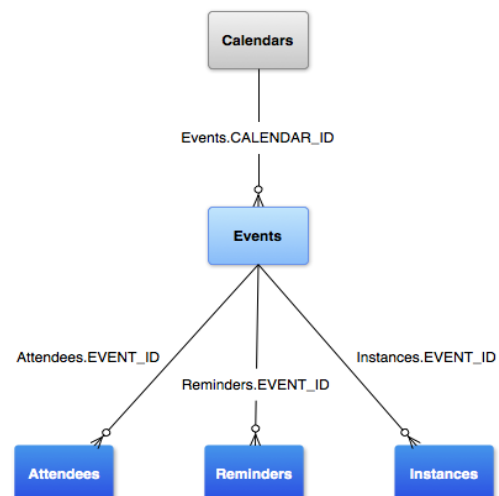 Calendars
Events.CALENDAR_ID
Events
Attendees.EVENT_ID
Reminders.EVENT_ID
Instances.EVENT_ID
Attendees
Reminders
Instances